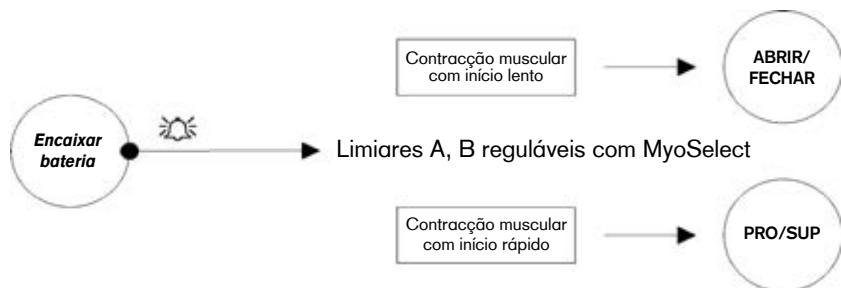 Contracção muscular
com início lento
ABRIR/
FECHAR
Encaixar
bateria
Limiares A, B reguláveis com MyoSelect
Contracção muscular
com início rápido
PRO/SUP